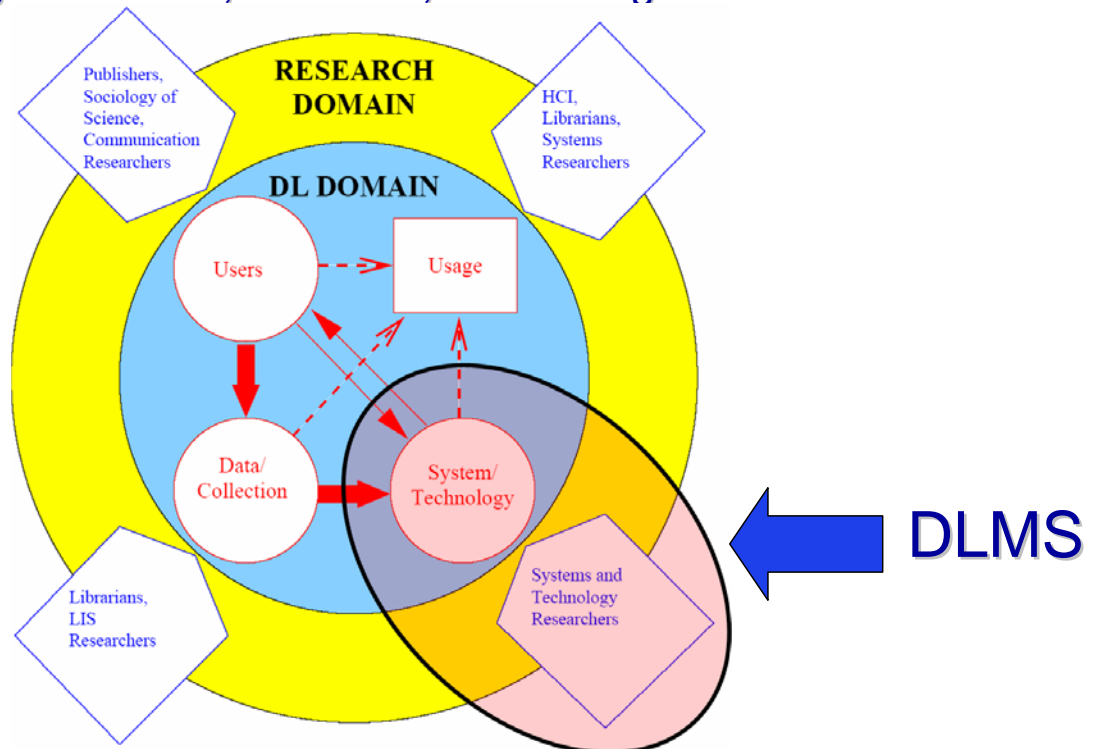 RESEARCH
DOMAIN
Publishers,
Sociology of
Science,
Communication
Researchers
HCI,
Librarians,
Systems
Researchers
DL DOMAIN
Users
Usage
Data/
Collection
System/
Technology
DLMS
Librarians,
LIS
Researchers
Systems and
Technology
Researchers